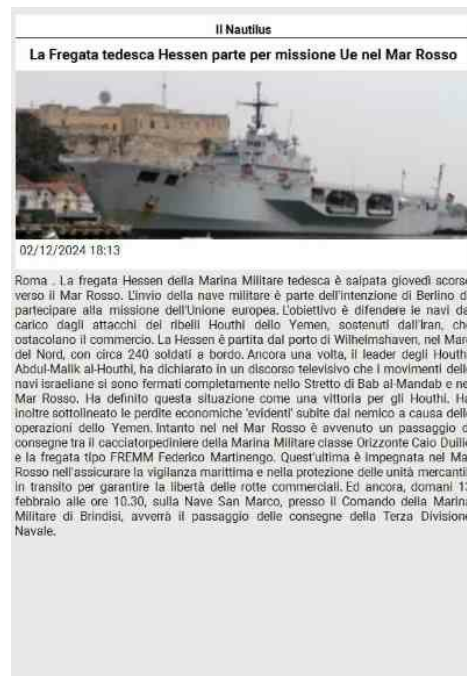 Il Nautilus
La Fregata tedesca Hessen parte per missione Ue nel Mar Rosso
02/12/2024 18:13
Roma . La fregata Hessen della Marina Militare tedesca è salpata giovedì scorso
verso il Mar Rosso. L'invio della nave militare è parte dell'intenzione di Berlino di
partecipare alla missione dell'Unione europea. L'obiettivo è difendere le navi da
carico dagli attacchi dei ribelli Houthi dello Yemen, sostenuti dall'Iran, che
ostacolano il commercio. La Hessen è partita dal porto di Wilhelmshaven, nel Mare
del Nord, con circa 240 soldati a bordo. Ancora una volta, il leader degli Houthi,
Abdul-Malik al-Houthi, ha dichiarato in un discorso televisivo che i movimenti delle
navi israeliane si sono fermati completamente nello Stretto di Bab al-Mandab e nel
Mar Rosso. Ha definito questa situazione come una vittoria per gli Houthi. Ha
inoltre sottolineato le perdite economiche 'evidenti' subite dal nemico a causa delle
operazioni dello Yemen. Intanto nel nel Mar Rosso è avvenuto un passaggio di
consegne tra il cacciatorpediniere della Marina Militare classe Orizzonte Caio Duilio
e la fregata tipo FREMM Federico Martinengo. Quest'ultima è impegnata nel Mar
Rosso nell'assicurare la vigilanza marittima e nella protezione delle unità mercantili
in transito per garantire la libertà delle rotte commerciali. Ed ancora, domani 13
febbraio alle ore 10.30, sulla Nave San Marco, presso il Comando della Marina
Militare di Brindisi, avverrà il passaggio delle consegne della Terza Divisione
Navale.